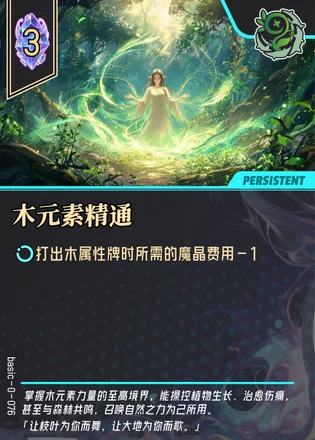 3
PERSISTENT
木元素精通
打出木属性牌时所需的魔晶费用-1
掌握木元素力量的至高境界，能操控植物生长、治愈伤痛，
甚至与森林共鸣，召唤自然之力为己所用。
「让枝叶为你而舞，让大地为你而歌。」
basic-0-076